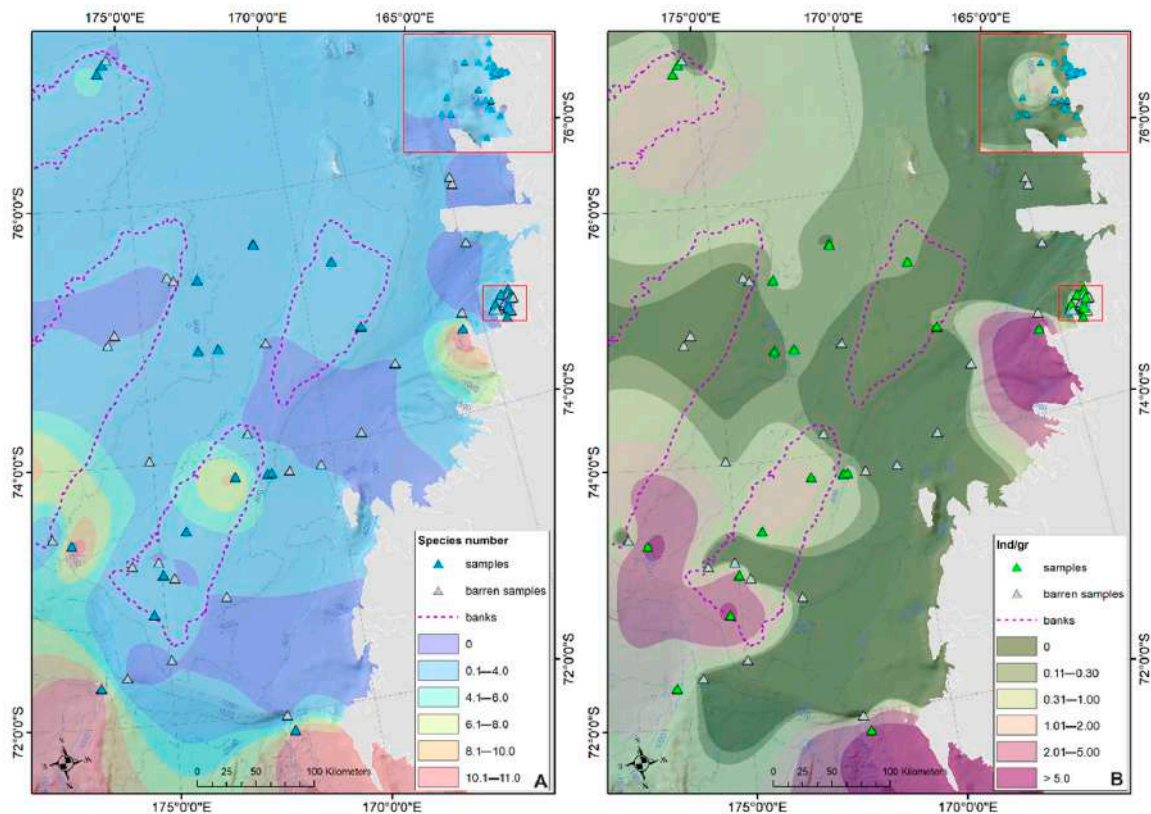 175°0'0"E
170°0'0"E
165°0'0"E
175°0'0"E
170°0'0"E
165°0'0"E
76°0'0"S
76°0'0"S
76°0'0"S
76°0'0"S
74°0'0"S
74°0'0"S
74°0'0"S
74°0'0"S
72°0'0"S
72°0'0"S
72°0'0"S
72°0'0"S
Species number
samples
barren samples
banks
0
0.1—4.0
4.1—6.0
6.1—8.0
8.1—10.0
10.1—11.0
A
0 25 50 100 Kilometers
N
Ind/gr
samples
barren samples
banks
0
0.11—0.30
0.31—1.00
1.01—2.00
2.01—5.00
> 5.0
B
0 25 50 100 Kilometers
N
175°0'0"E
170°0'0"E
175°0'0"E
170°0'0"E